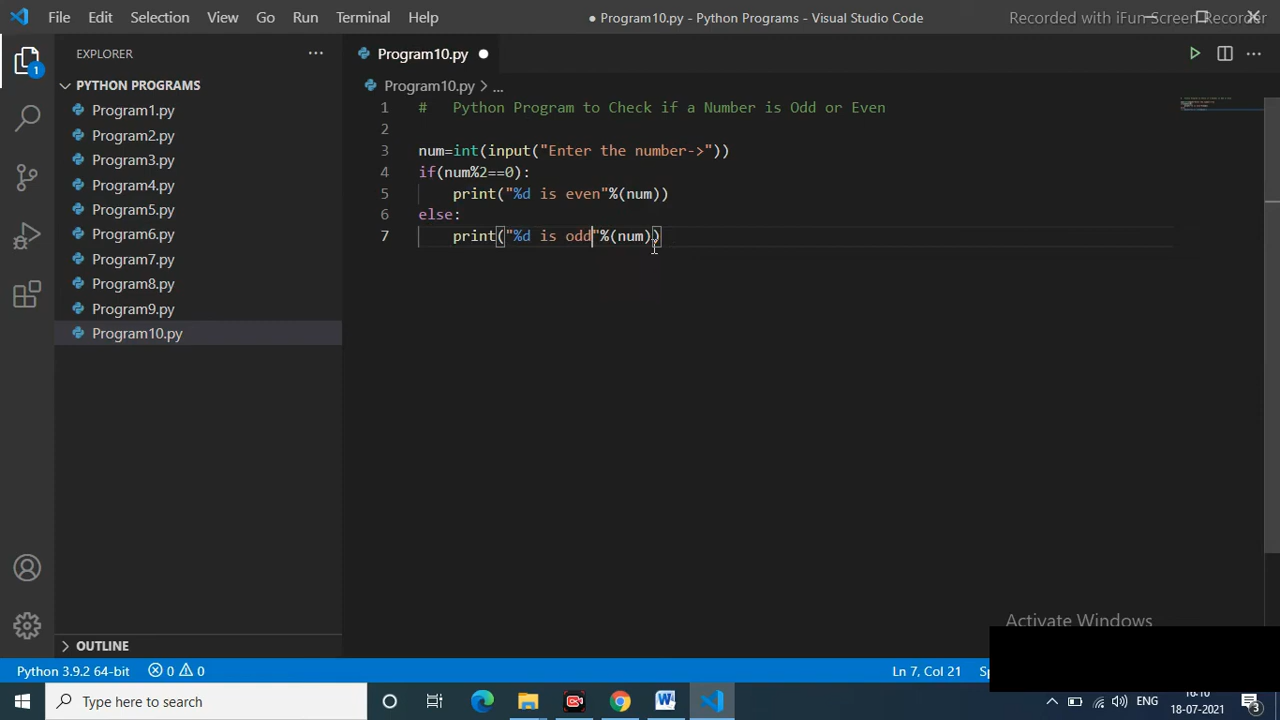 File Edit Selection View Go Run Terminal Help
● Program10.py - Python Programs - Visual Studio Code
Recorded with iFun Screen Recorder
EXPLORER
PYTHON PROGRAMS
Program1.py
Program2.py
Program3.py
Program4.py
Program5.py
Program6.py
Program7.py
Program8.py
Program9.py
Program10.py
OUTLINE
Program10.py ●
Program10.py > ...
1 #   Python Program to Check if a Number is Odd or Even
2
3 num=int(input("Enter the number->"))
4 if(num%2==0):
5     print("%d is even"%(num))
6 else:
7     print("%d is odd"%(num))
Activate Windows
1
Python 3.9.2 64-bit 0 0 Ln 7, Col 21
Type here to search
ENG
16:10
18-07-2021
3